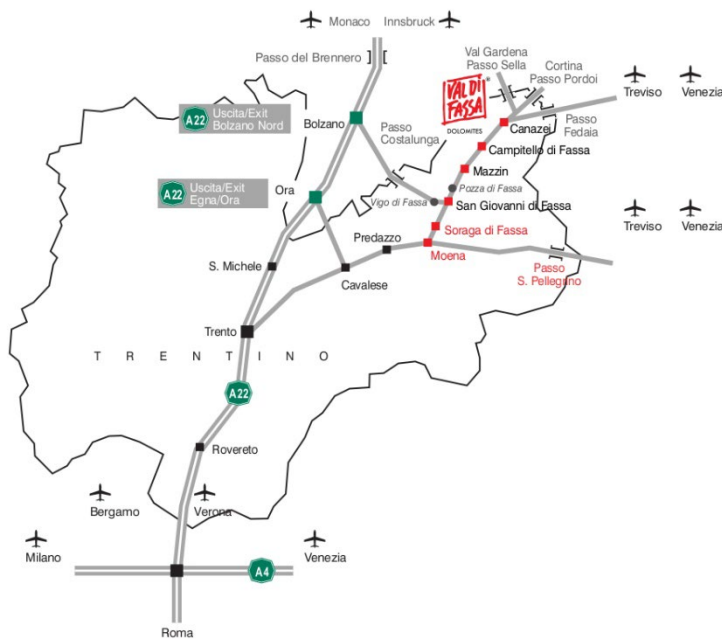 Monaco
Innsbruck
Passo del Brennero
Val Gardena
Passo Sella
Cortina
Passo Pordoi
Treviso
Venezia
A22
Uscita/Exit
Bolzano Nord
VAL DI
FASSA
®
DOLOMITES
Bolzano
Passo
Costalunga
Canazei
Passo
Fedaia
Campitello di Fassa
Mazzin
A22
Uscita/Exit
Egna/Ora
Ora
Pozza di Fassa
Vigo di Fassa
San Giovanni di Fassa
Treviso
Venezia
Soraga di Fassa
Predazzo
Moena
S. Michele
Cavalese
Passo
S. Pellegrino
Trento
TRENTINO
A22
Rovereto
Bergamo
Verona
Milano
Venezia
A4
Roma